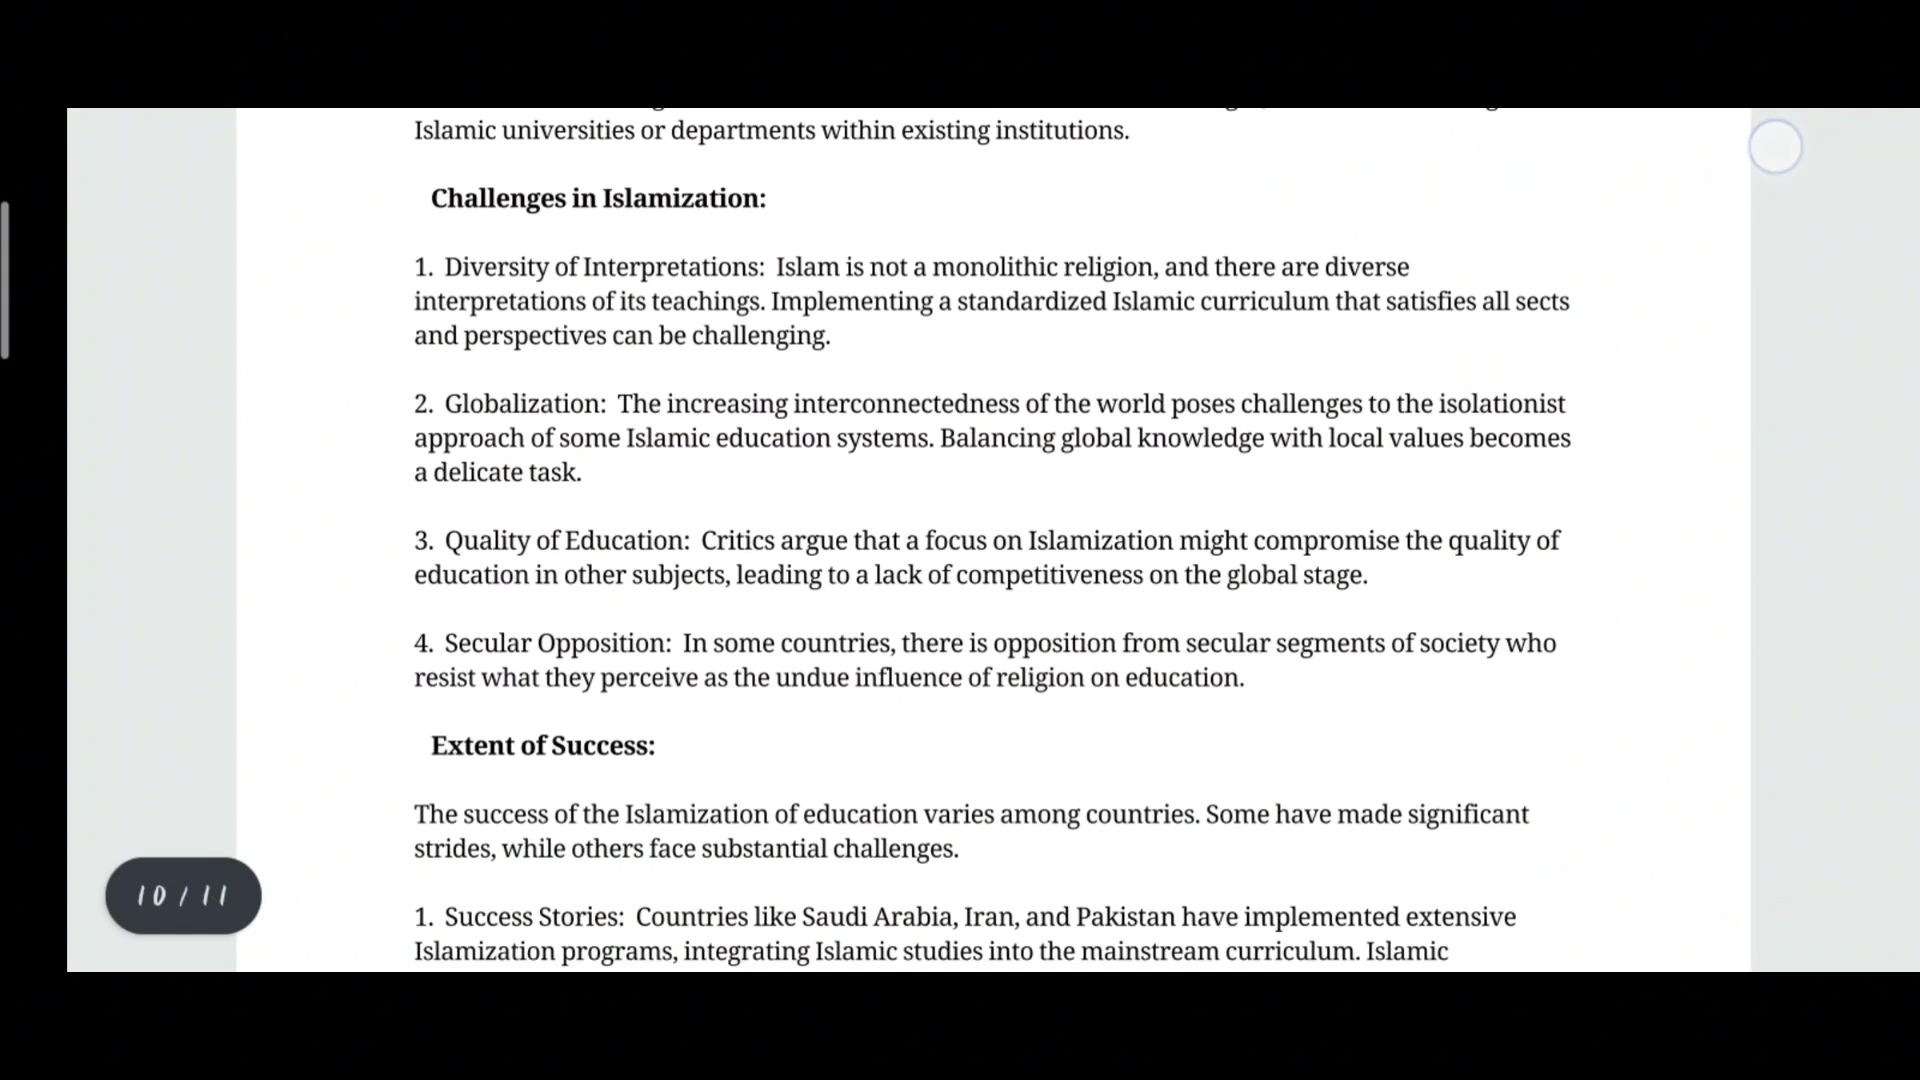 Islamic universities or departments within existing institutions.
Challenges in Islamization:
1. Diversity of Interpretations: Islam is not a monolithic religion, and there are diverse
interpretations of its teachings. Implementing a standardized Islamic curriculum that satisfies all sects
and perspectives can be challenging.
2. Globalization: The increasing interconnectedness of the world poses challenges to the isolationist
approach of some Islamic education systems. Balancing global knowledge with local values becomes
a delicate task.
3. Quality of Education: Critics argue that a focus on Islamization might compromise the quality of
education in other subjects, leading to a lack of competitiveness on the global stage.
4. Secular Opposition: In some countries, there is opposition from secular segments of society who
resist what they perceive as the undue influence of religion on education.
Extent of Success:
The success of the Islamization of education varies among countries. Some have made significant
strides, while others face substantial challenges.
10 / 11
1. Success Stories: Countries like Saudi Arabia, Iran, and Pakistan have implemented extensive
Islamization programs, integrating Islamic studies into the mainstream curriculum. Islamic